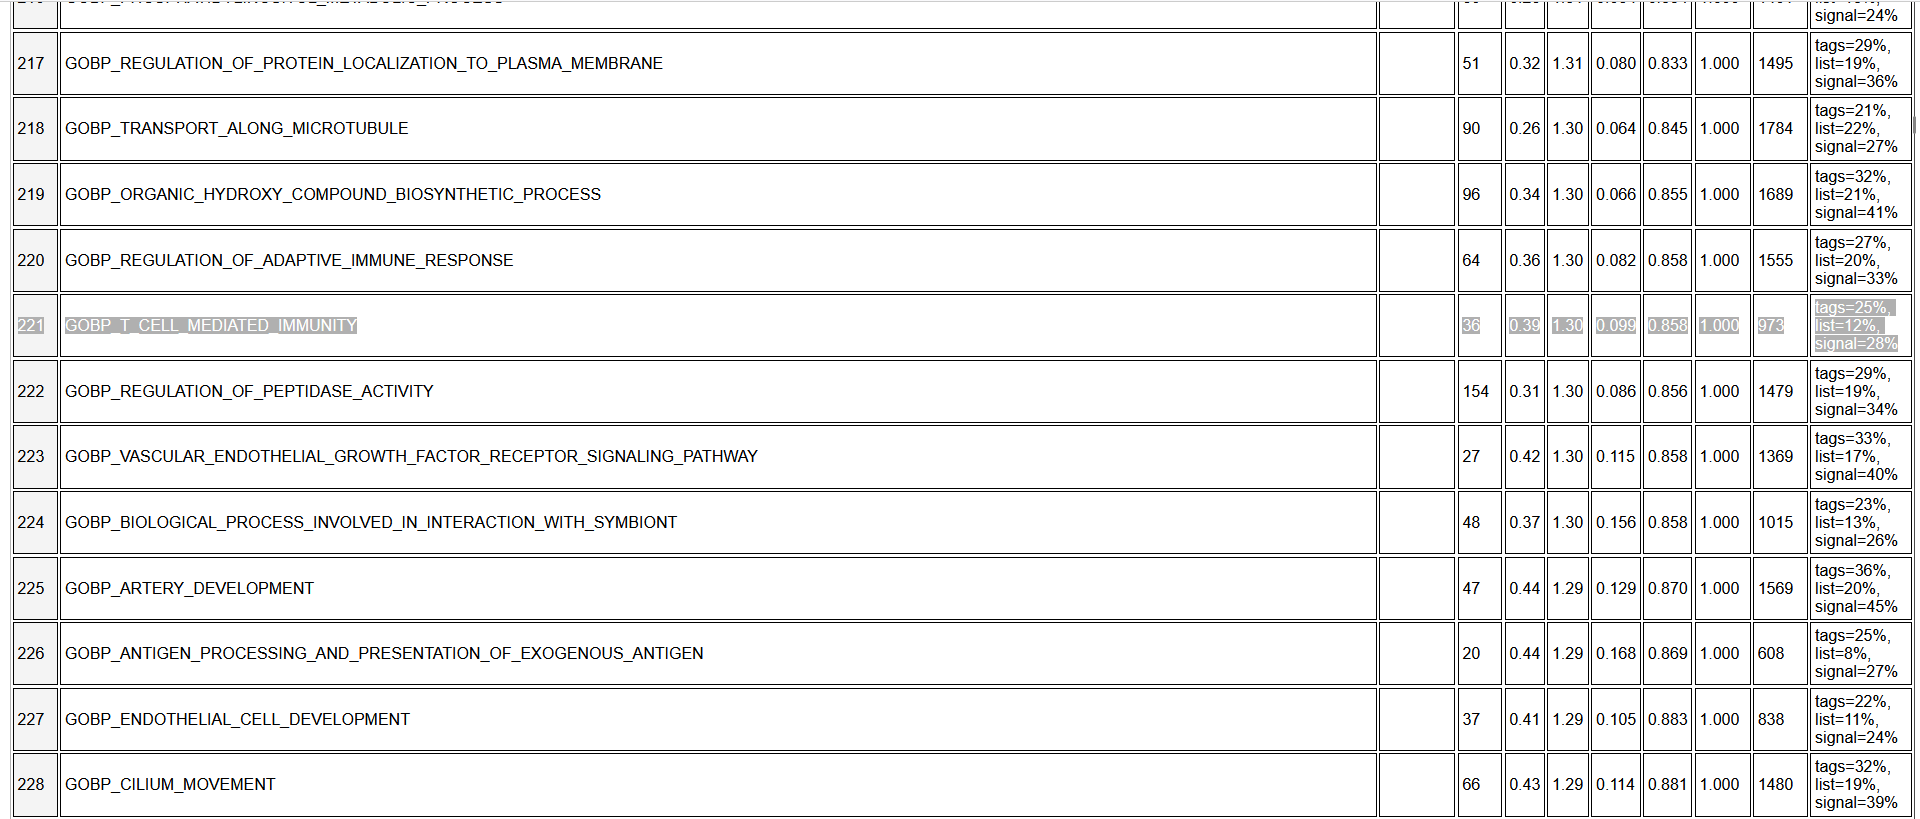 signal=24%
217 GOBP_REGULATION_OF_PROTEIN_LOCALIZATION_TO_PLASMA_MEMBRANE 51 0.32 1.31 0.080 0.833 1.000 1495 tags=29%,
list=19%,
signal=36%
218 GOBP_TRANSPORT_ALONG_MICROTUBULE 90 0.26 1.30 0.064 0.845 1.000 1784 tags=21%,
list=22%,
signal=27%
219 GOBP_ORGANIC_HYDROXY_COMPOUND_BIOSYNTHETIC_PROCESS 96 0.34 1.30 0.066 0.855 1.000 1689 tags=32%,
list=21%,
signal=41%
220 GOBP_REGULATION_OF_ADAPTIVE_IMMUNE_RESPONSE 64 0.36 1.30 0.082 0.858 1.000 1555 tags=27%,
list=20%,
signal=33%
221 GOBP_T_CELL_MEDIATED_IMMUNITY 36 0.39 1.30 0.099 0.858 1.000 973 tags=25%,
list=12%,
signal=28%
222 GOBP_REGULATION_OF_PEPTIDASE_ACTIVITY 154 0.31 1.30 0.086 0.856 1.000 1479 tags=29%,
list=19%,
signal=34%
223 GOBP_VASCULAR_ENDOTHELIAL_GROWTH_FACTOR_RECEPTOR_SIGNALING_PATHWAY 27 0.42 1.30 0.115 0.858 1.000 1369 tags=33%,
list=17%,
signal=40%
224 GOBP_BIOLOGICAL_PROCESS_INVOLVED_IN_INTERACTION_WITH_SYMBIONT 48 0.37 1.30 0.156 0.858 1.000 1015 tags=23%,
list=13%,
signal=26%
225 GOBP_ARTERY_DEVELOPMENT 47 0.44 1.29 0.129 0.870 1.000 1569 tags=36%,
list=20%,
signal=45%
226 GOBP_ANTIGEN_PROCESSING_AND_PRESENTATION_OF_EXOGENOUS_ANTIGEN 20 0.44 1.29 0.168 0.869 1.000 608 tags=25%,
list=8%,
signal=27%
227 GOBP_ENDOTHELIAL_CELL_DEVELOPMENT 37 0.41 1.29 0.105 0.883 1.000 838 tags=22%,
list=11%,
signal=24%
228 GOBP_CILIUM_MOVEMENT 66 0.43 1.29 0.114 0.881 1.000 1480 tags=32%,
list=19%,
signal=39%